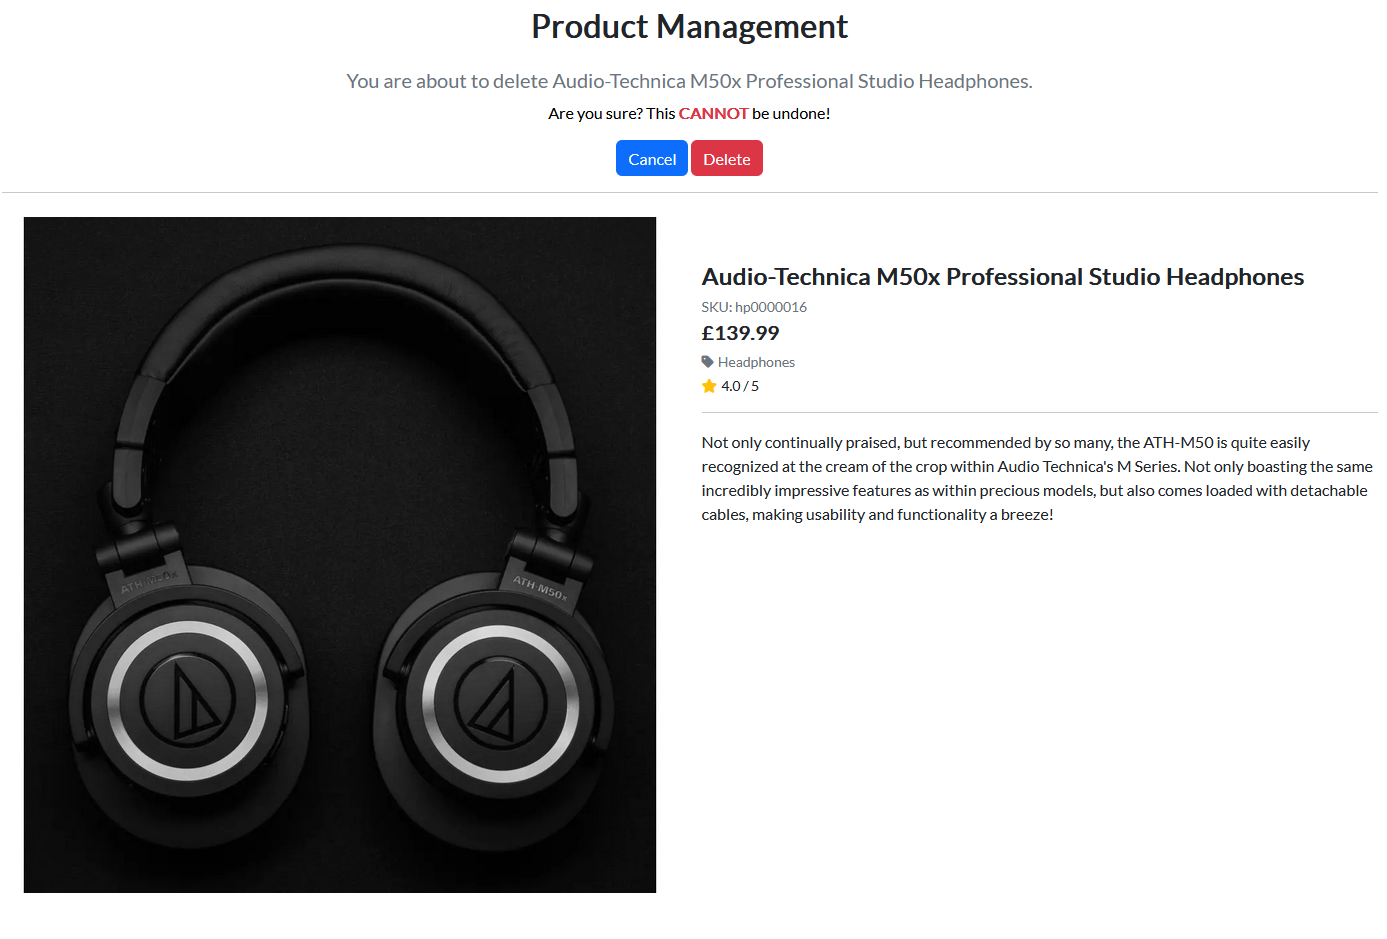 Product Management
You are about to delete Audio-Technica M50x Professional Studio Headphones.
Are you sure? This CANNOT be undone!
Cancel Delete
Audio-Technica M50x Professional Studio Headphones
SKU: hp0000016
£139.99
Headphones
4.0 / 5
Not only continually praised, but recommended by so many, the ATH-M50 is quite easily
recognized at the cream of the crop within Audio Technica's M Series. Not only boasting the same
incredibly impressive features as within precious models, but also comes loaded with detachable
cables, making usability and functionality a breeze!
ATH-M50x
ATH-M50x